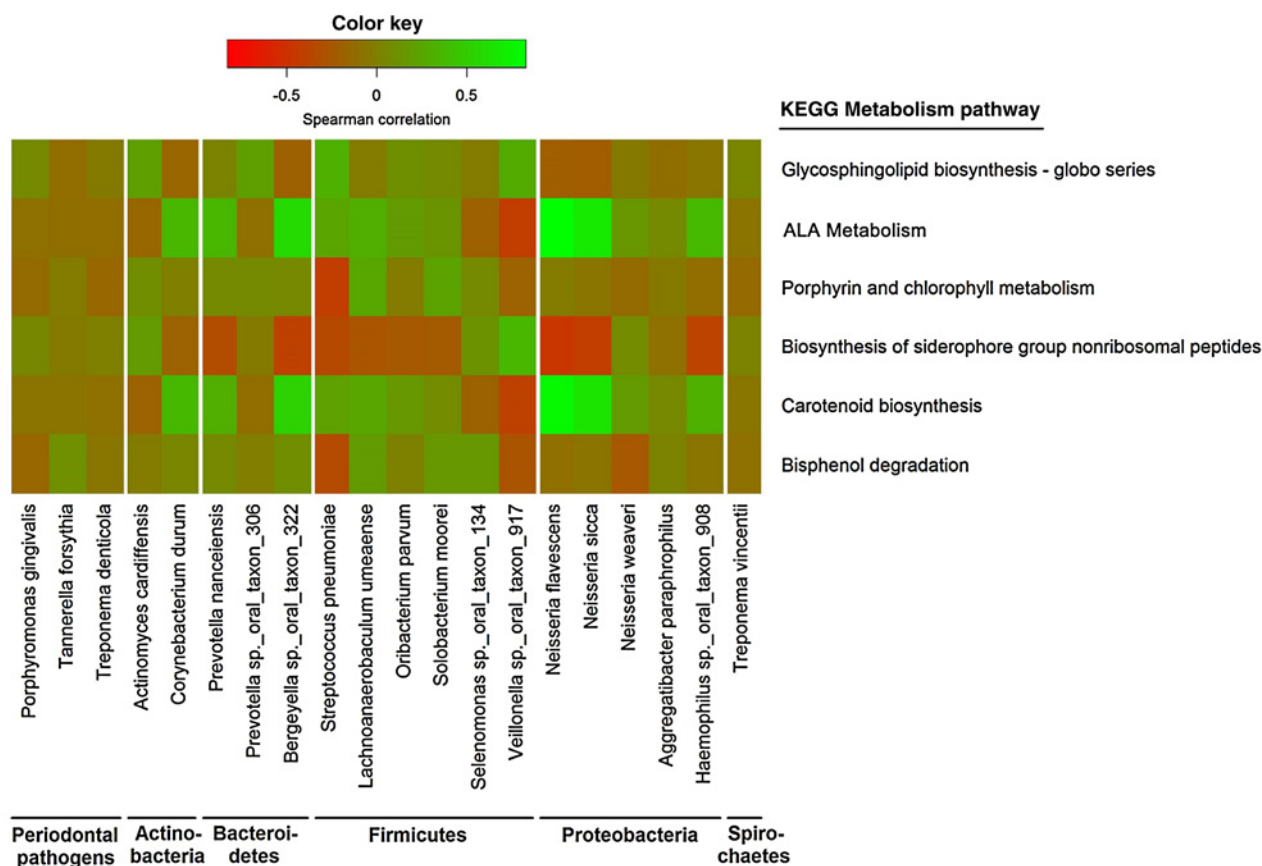 Color key
-0.5 0 0.5
Spearman correlation
KEGG Metabolism pathway
Glycosphingolipid biosynthesis - globo series
ALA Metabolism
Porphyrin and chlorophyll metabolism
Biosynthesis of siderophore group nonribosomal peptides
Carotenoid biosynthesis
Bisphenol degradation
Porphyromonas gingivalis
Tannerella forsythia
Treponema denticola
Actinomyces cardiffensis
Corynebacterium durum
Prevotella nanceiensis
Prevotella sp._oral_taxon_306
Bergeyella sp._oral_taxon_322
Streptococcus pneumoniae
Lachnoanaerobaculum umeaense
Oribacterium parvum
Solobacterium moorei
Selenomonas sp._oral_taxon_134
Veillonella sp._oral_taxon_917
Neisseria flavescens
Neisseria sicca
Neisseria weaveri
Aggregatibacter paraphrophilus
Haemophilus sp._oral_taxon_908
Treponema vincentii
Periodontal
pathogens
Actino-
bacteria
Bacteroi-
detes
Firmicutes
Proteobacteria
Spiro-
chaetes